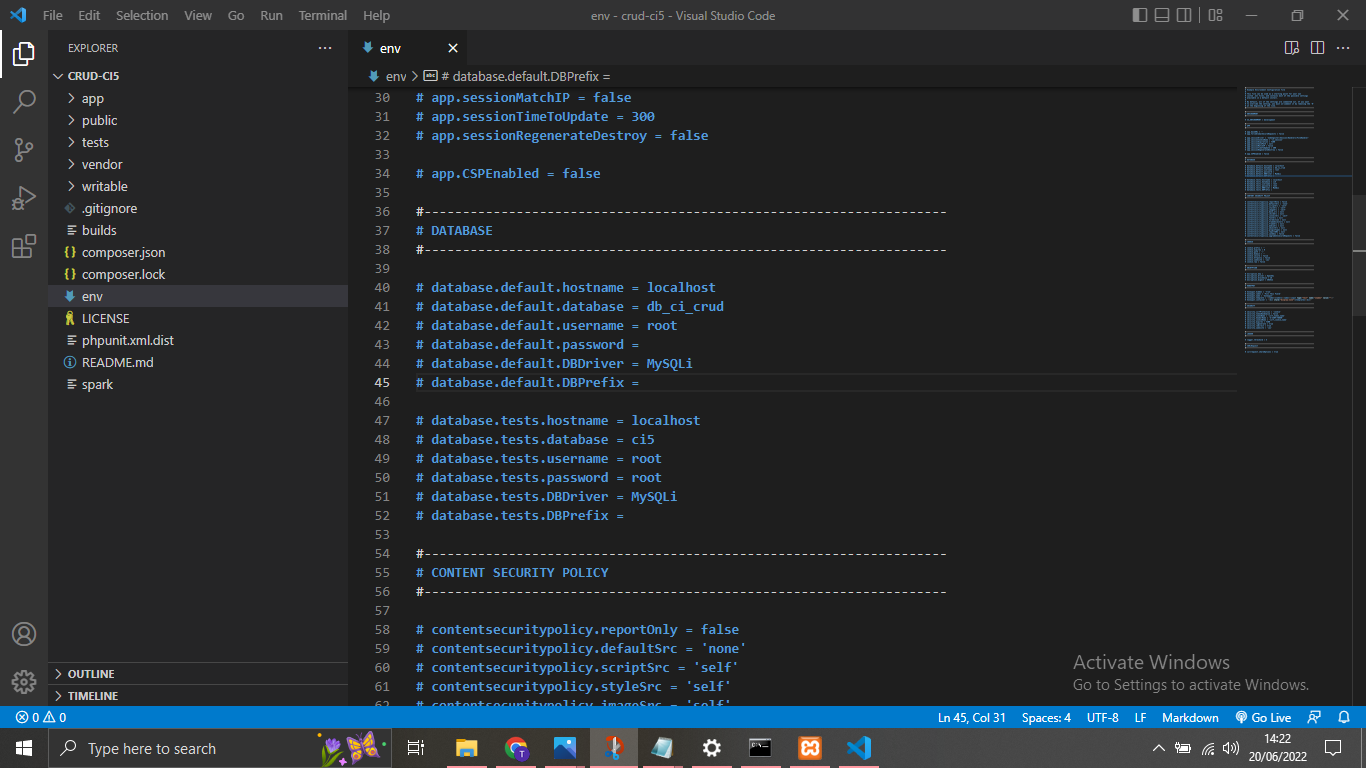 File Edit Selection View Go Run Terminal Help
env - crud-ci5 - Visual Studio Code
EXPLORER
CRUD-CI5
app
public
tests
vendor
writable
.gitignore
builds
composer.json
composer.lock
env
LICENSE
phpunit.xml.dist
README.md
spark
OUTLINE
TIMELINE
env
env > # database.default.DBPrefix =
30 # app.sessionMatchIP = false
31 # app.sessionTimeToUpdate = 300
32 # app.sessionRegenerateDestroy = false
33
34 # app.CSPEnabled = false
35
36 #--------------------------------------------------------------------
37 # DATABASE
38 #--------------------------------------------------------------------
39
40 # database.default.hostname = localhost
41 # database.default.database = db_ci_crud
42 # database.default.username = root
43 # database.default.password =
44 # database.default.DBDriver = MySQLi
45 # database.default.DBPrefix =
46
47 # database.tests.hostname = localhost
48 # database.tests.database = ci5
49 # database.tests.username = root
50 # database.tests.password = root
51 # database.tests.DBDriver = MySQLi
52 # database.tests.DBPrefix =
53
54 #--------------------------------------------------------------------
55 # CONTENT SECURITY POLICY
56 #--------------------------------------------------------------------
57
58 # contentsecuritypolicy.reportOnly = false
59 # contentsecuritypolicy.defaultSrc = 'none'
60 # contentsecuritypolicy.scriptSrc = 'self'
61 # contentsecuritypolicy.styleSrc = 'self'
62 # contentsecuritypolicy.imageSrc = 'self'
Activate Windows
Go to Settings to activate Windows.
0 0
Ln 45, Col 31 Spaces: 4 UTF-8 LF Markdown Go Live
Type here to search
14:22
20/06/2022